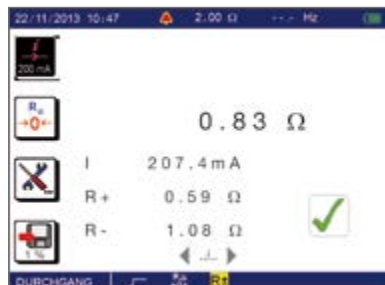 22/11/2013 10:47 2.00 Ω --.- Hz
200 mA
0.83 Ω
I 207.4mA
R+ 0.59 Ω
R- 1.08 Ω
1 %
DURCHGANG R±